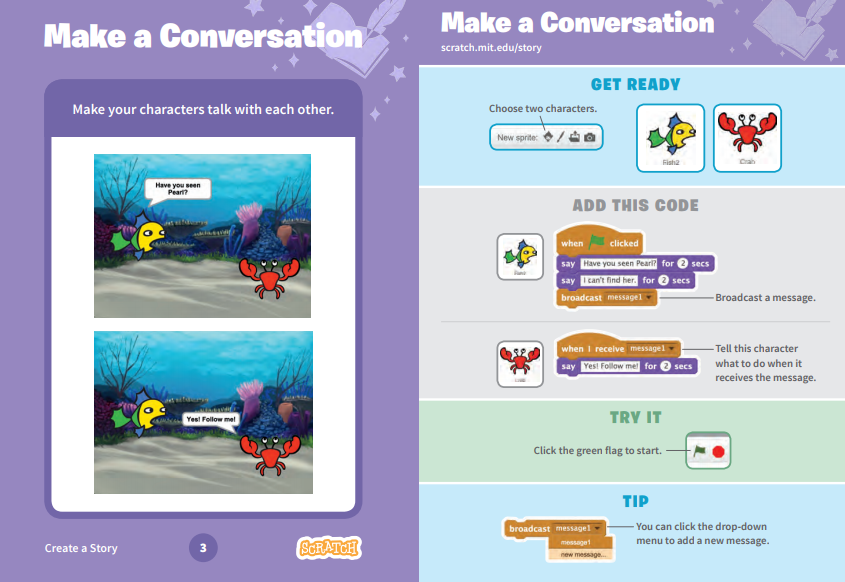 Make a Conversation
Make your characters talk with each other.
Have you seen
Pearl?
Yes! Follow me!
Create a Story
3
SCRATCH
Make a Conversation
scratch.mit.edu/story
GET READY
Choose two characters.
New sprite:
Fish2
Crab
ADD THIS CODE
Fish2
when clicked
say Have you seen Pearl? for 2 secs
say I can't find her. for 2 secs
broadcast message1
Broadcast a message.
Crab
when I receive message1
say Yes! Follow me! for 2 secs
Tell this character
what to do when it
receives the message.
TRY IT
Click the green flag to start.
TIP
broadcast message1
message1
new message...
You can click the drop-down
menu to add a new message.